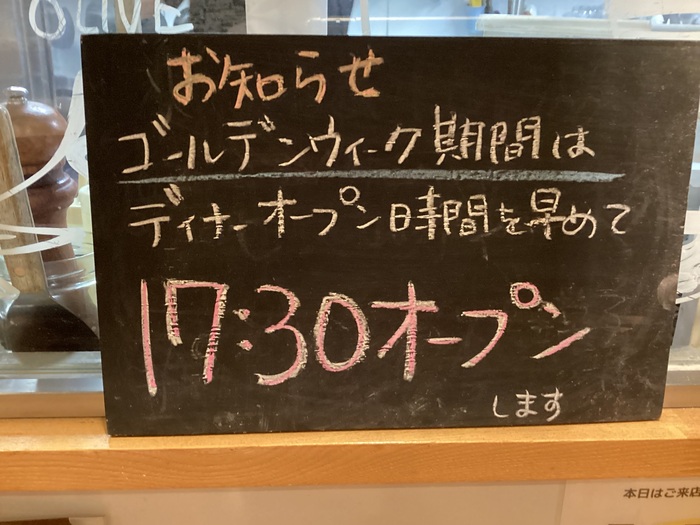 OLIVE
お知らせ
ゴールデンウィーク期間は
ディナーオープン時間を早めて
17:30オープン
します
本日はご来店